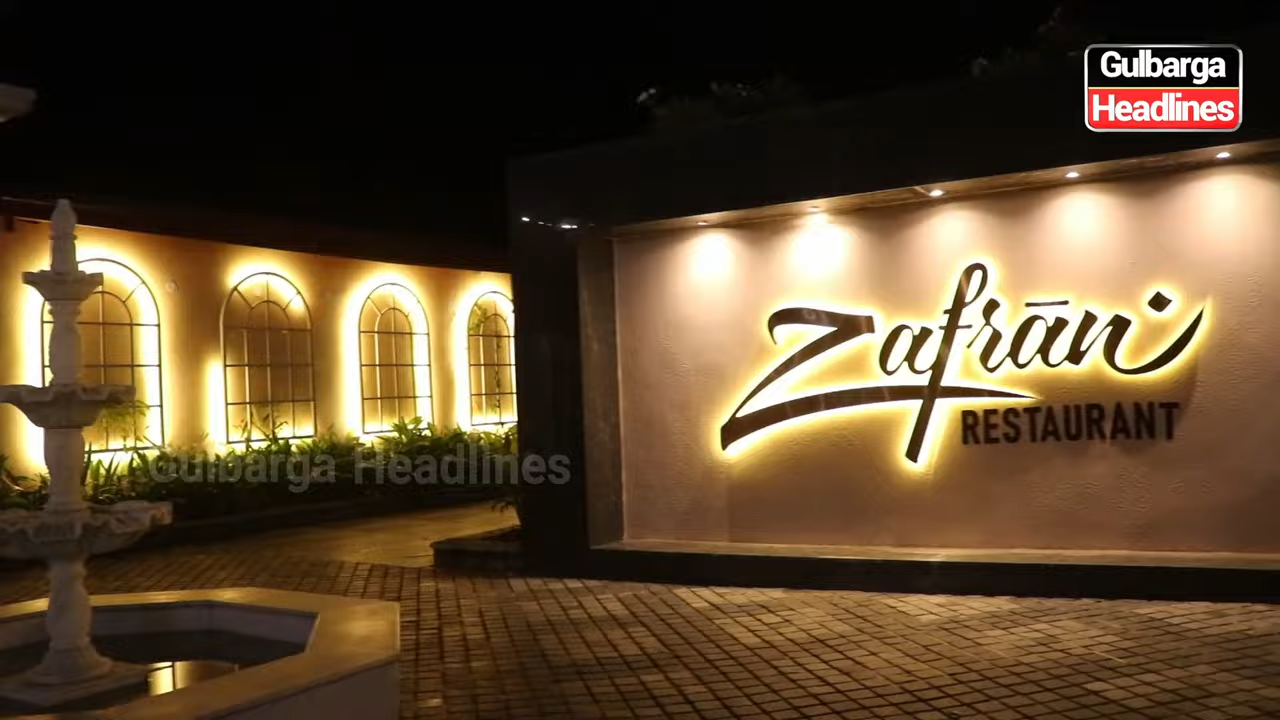 Gulbarga
Headlines
Zafrān
RESTAURANT
Gulbarga Headlines